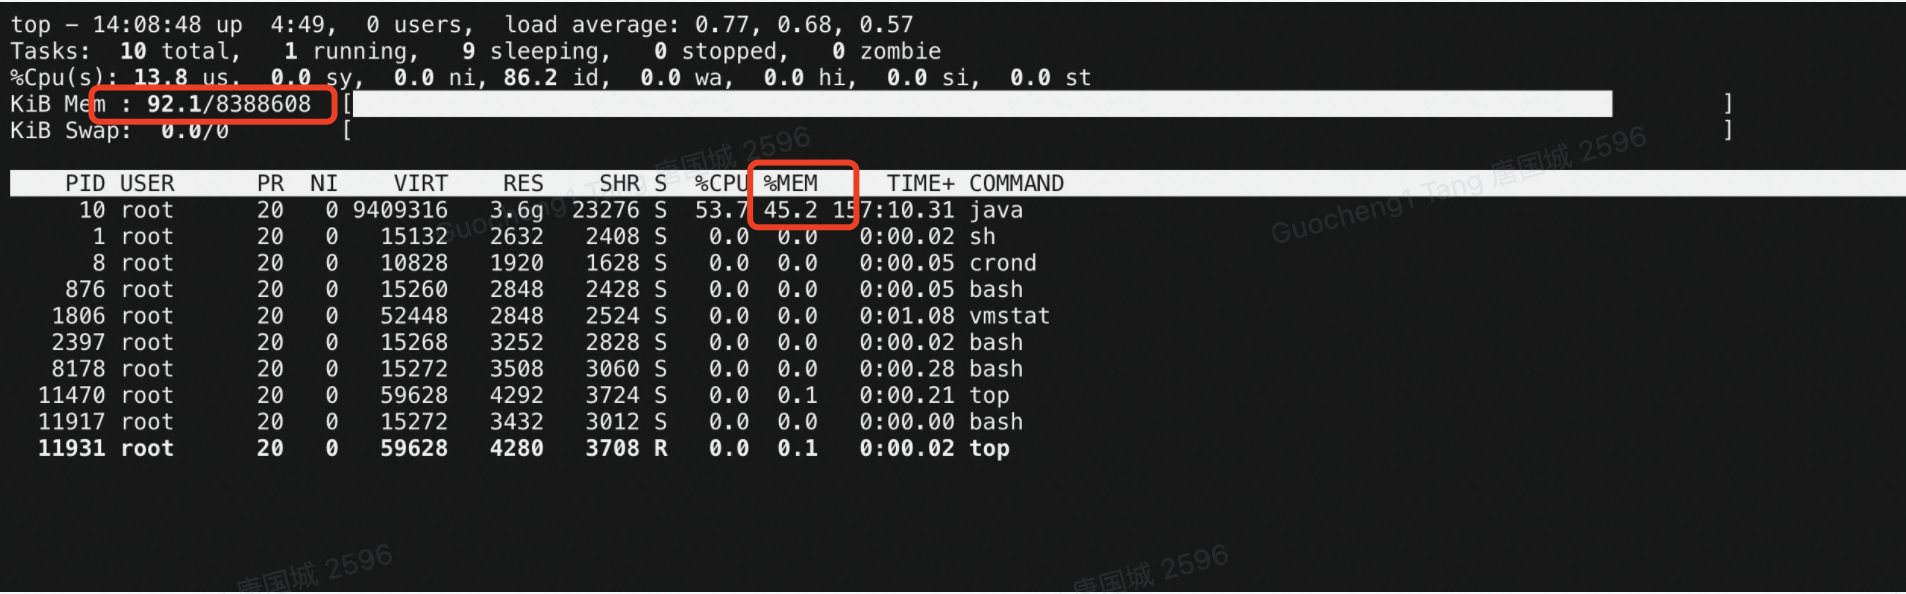 top - 14:08:48 up  4:49,  0 users,  load average: 0.77, 0.68, 0.57
Tasks:  10 total,   1 running,   9 sleeping,   0 stopped,   0 zombie
%Cpu(s): 13.8 us,  0.0 sy,  0.0 ni, 86.2 id,  0.0 wa,  0.0 hi,  0.0 si,  0.0 st
KiB Mem : 92.1/8388608  [ ]
KiB Swap:  0.0/0        [ ]
PID USER      PR  NI    VIRT    RES    SHR S  %CPU %MEM     TIME+ COMMAND
10 root      20   0 9409316   3.6g  23276 S  53.7 45.2 157:10.31 java
1 root      20   0   15132   2632   2408 S   0.0  0.0   0:00.02 sh
8 root      20   0   10828   1920   1628 S   0.0  0.0   0:00.05 crond
876 root      20   0   15260   2848   2428 S   0.0  0.0   0:00.05 bash
1806 root      20   0   52448   2848   2524 S   0.0  0.0   0:01.08 vmstat
2397 root      20   0   15268   3252   2828 S   0.0  0.0   0:00.02 bash
8178 root      20   0   15272   3508   3060 S   0.0  0.0   0:00.28 bash
11470 root      20   0   59628   4292   3724 S   0.0  0.1   0:00.21 top
11917 root      20   0   15272   3432   3012 S   0.0  0.0   0:00.00 bash
11931 root      20   0   59628   4280   3708 R   0.0  0.1   0:00.02 top
Guocheng1 Tang 唐国城 2596
Guocheng1 Tang 唐国城 2596
唐国城 2596
唐国城 2596